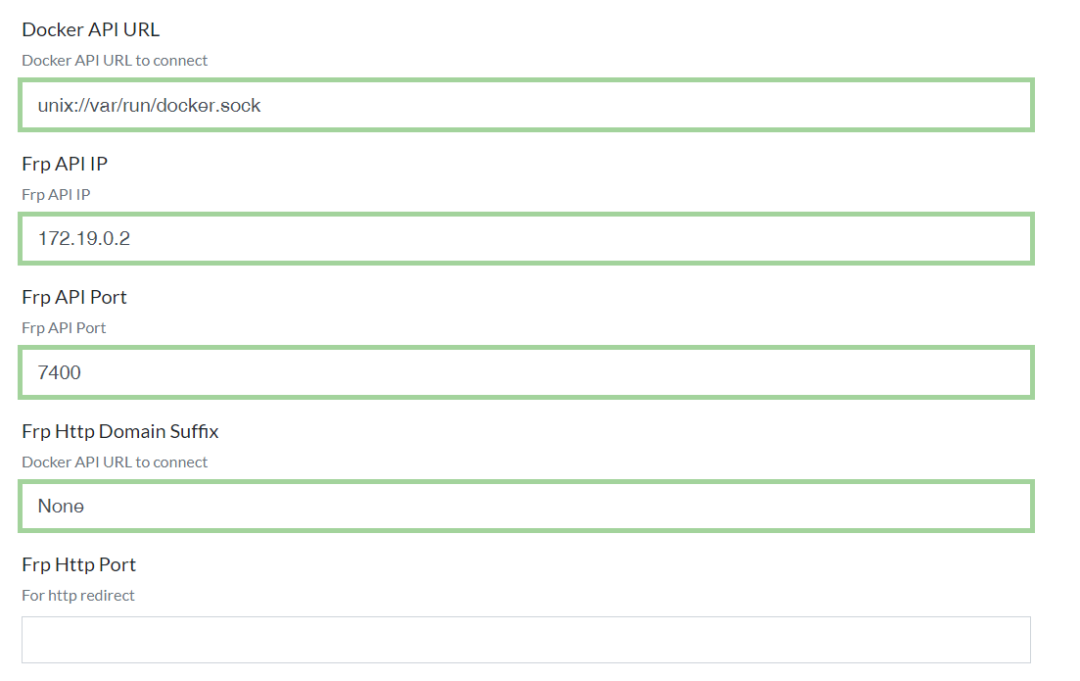 Docker API URL
Docker API URL to connect
unix://var/run/docker.sock
Frp API IP
Frp API IP
172.19.0.2
Frp API Port
Frp API Port
7400
Frp Http Domain Suffix
Docker API URL to connect
None
Frp Http Port
For http redirect